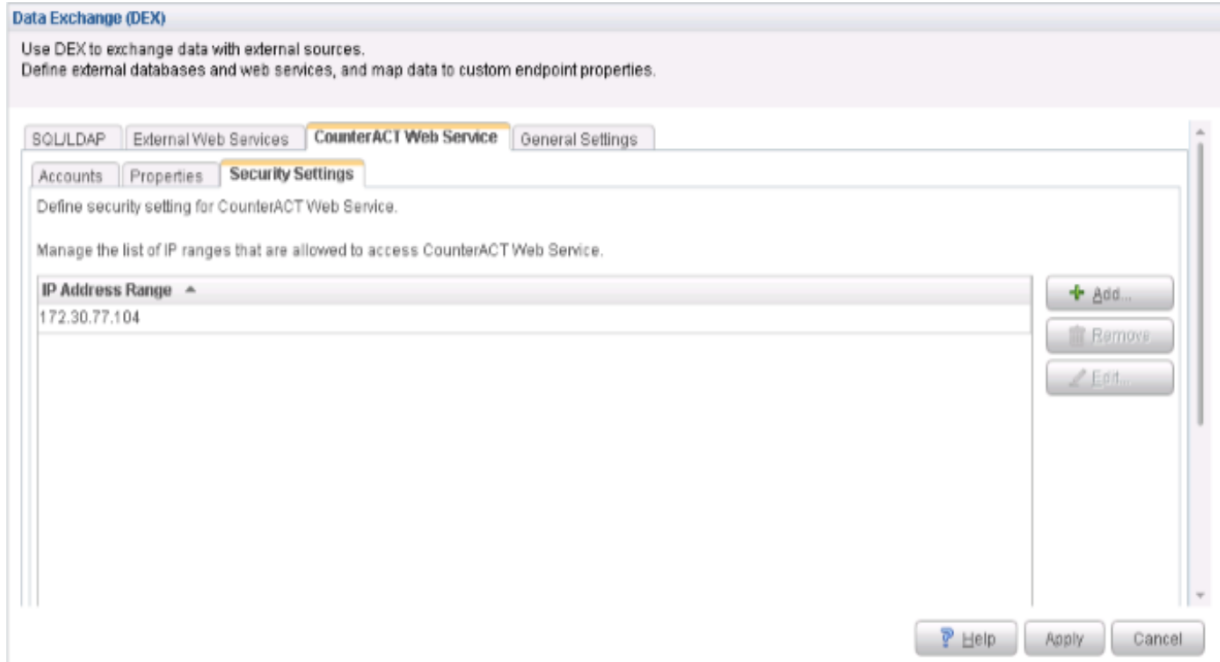 Data Exchange (DEX)
Use DEX to exchange data with external sources.
Define external databases and web services, and map data to custom endpoint properties.
SQL/LDAP External Web Services CounterACT Web Service General Settings
Accounts Properties Security Settings
Define security setting for CounterACT Web Service.
Manage the list of IP ranges that are allowed to access CounterACT Web Service.
IP Address Range
172.30.77.104
Add...
Remove
Edit...
Help Apply Cancel